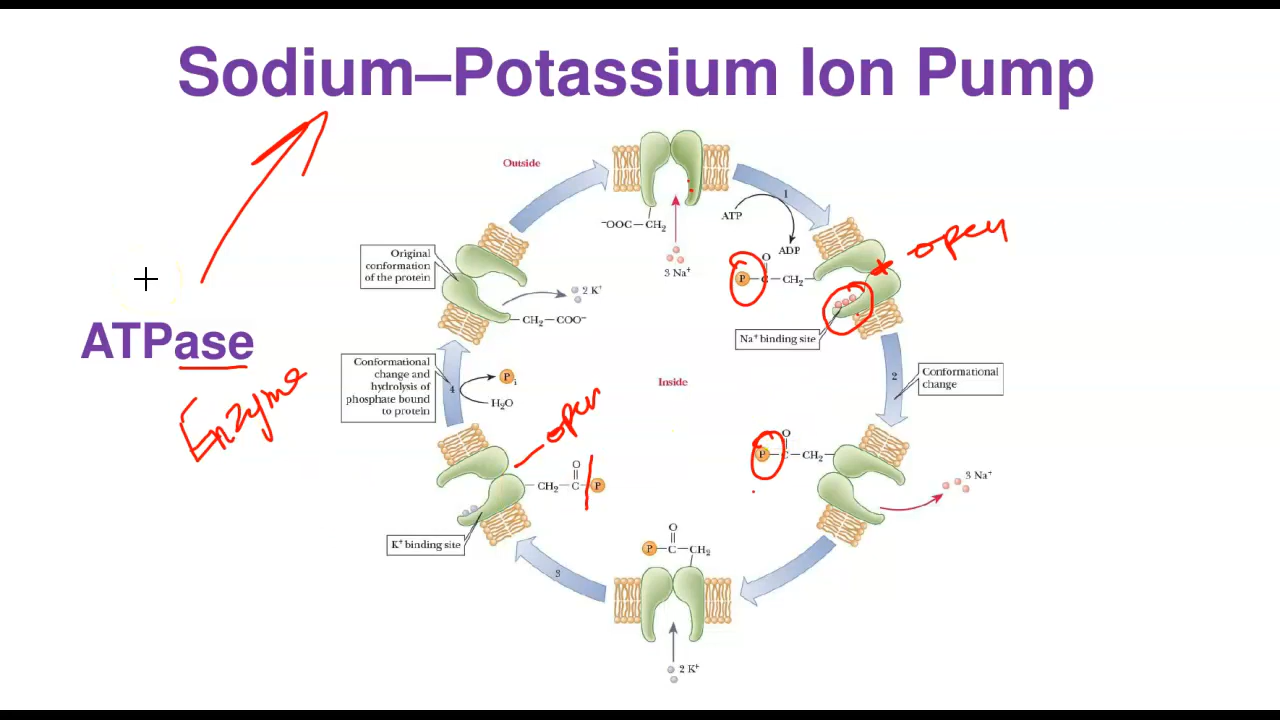 Sodium–Potassium Ion Pump
Outside
⁻OOC—CH₂
3 Na⁺
1
ATP
ADP
O
P—C—CH₂
open
Na⁺ binding site
Original
conformation
of the protein
2 K⁺
CH₂—COO⁻
ATPase
Enzyme
Conformational
change and
hydrolysis of
phosphate bound
to protein
4
Pi
H₂O
Inside
2
Conformational
change
open
O
CH₂—C—P
K⁺ binding site
O
P—C—CH₂
3 Na⁺
3
O
P—C—CH₂
2 K⁺